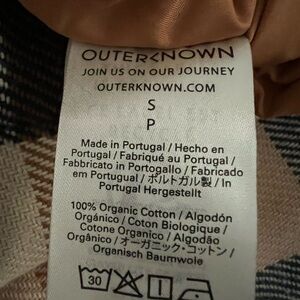 OUTERKNOWN
JOIN US ON OUR JOURNEY
OUTERKNOWN.COM
S
P
Made in Portugal / Hecho en
Portugal / Fabriqué au Portugal /
Fabbricato in Portogallo / Fabricado
em Portugual / ポルトガル製 / In
Portugal Hergestellt
100% Organic Cotton / Algodón
Orgánico / Coton Biologique /
Cotone Organico / Algodão
Orgânico / オーガニック・コットン /
Organisch Baumwole
30